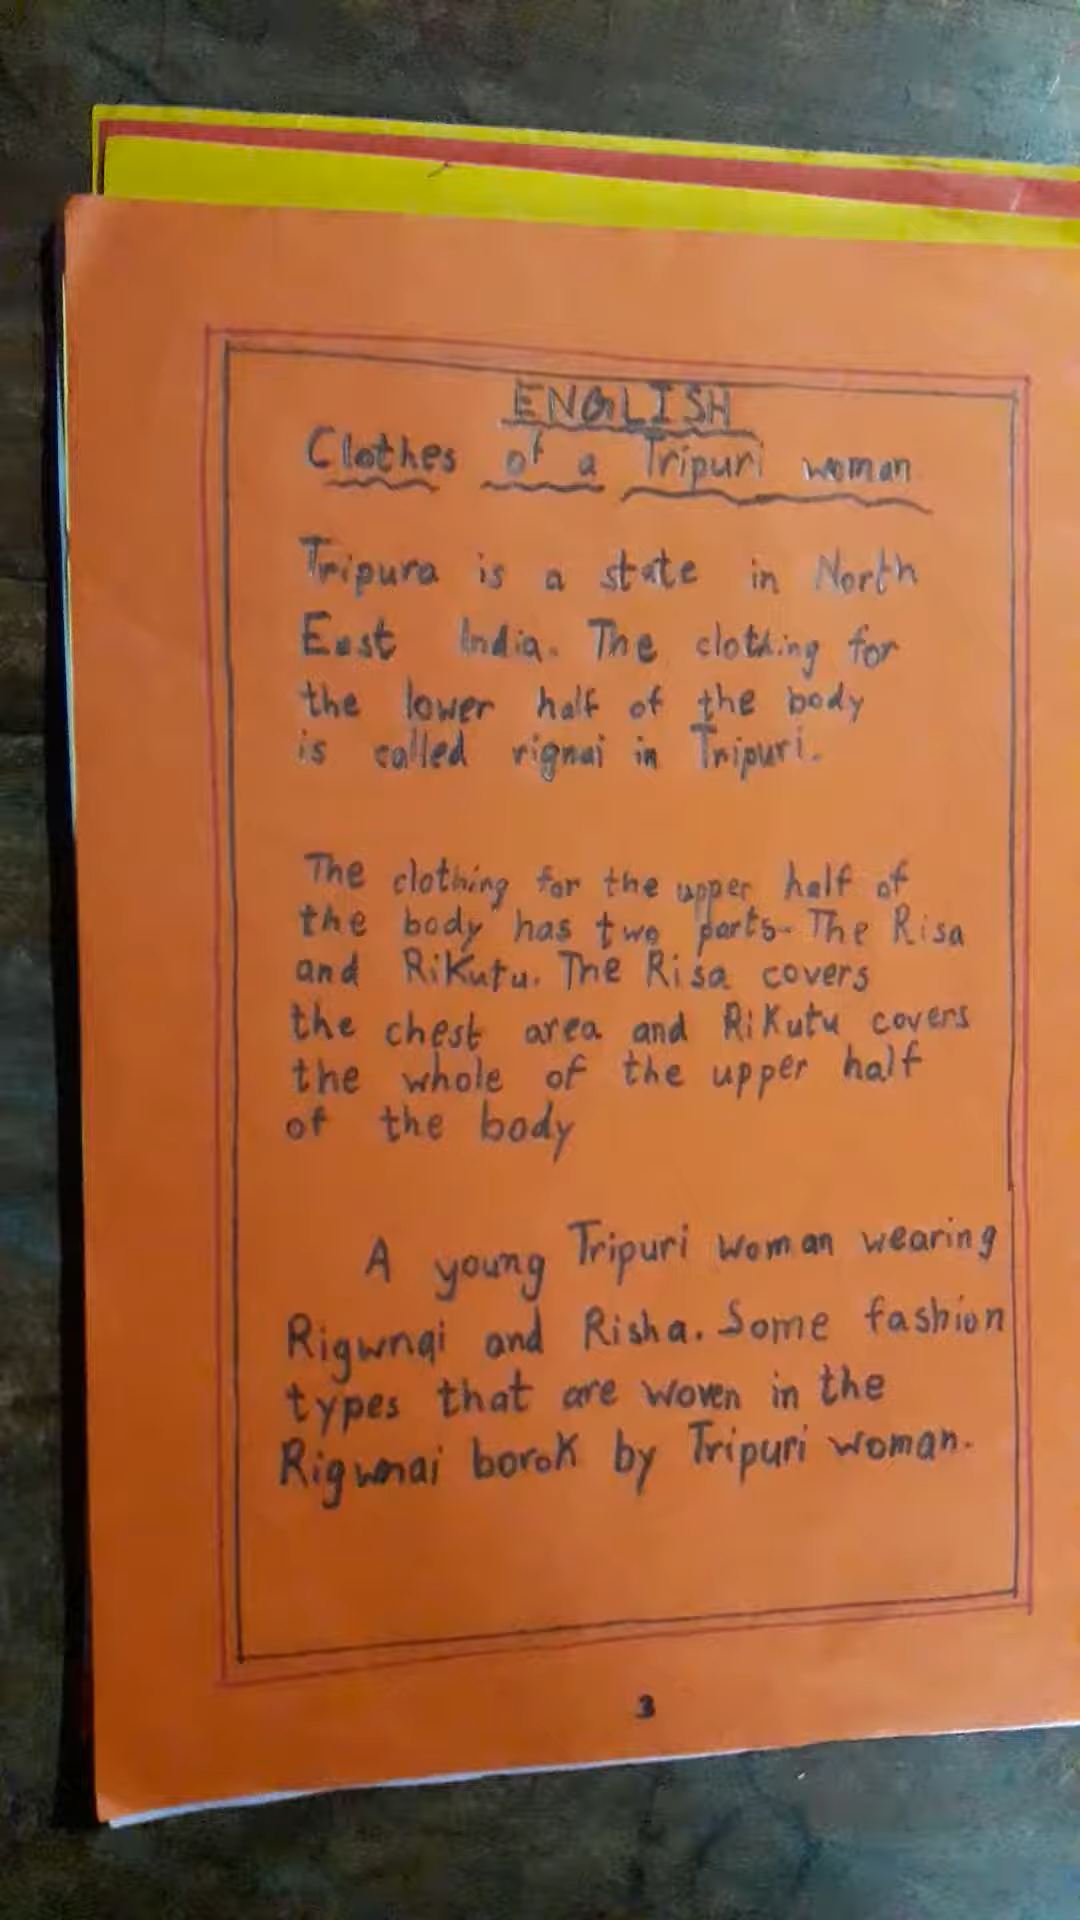 ENGLISH
Clothes of a Tripuri woman
Tripura is a state in North
East India. The clothing for
the lower half of the body
is called rignai in Tripuri.
The clothing for the upper half of
the body has two parts- The Risa
and Rikutu. The Risa covers
the chest area and Rikutu covers
the whole of the upper half
of the body
A young Tripuri woman wearing
Rigwnai and Risha. Some fashion
types that are woven in the
Rigwnai borok by Tripuri woman.
3